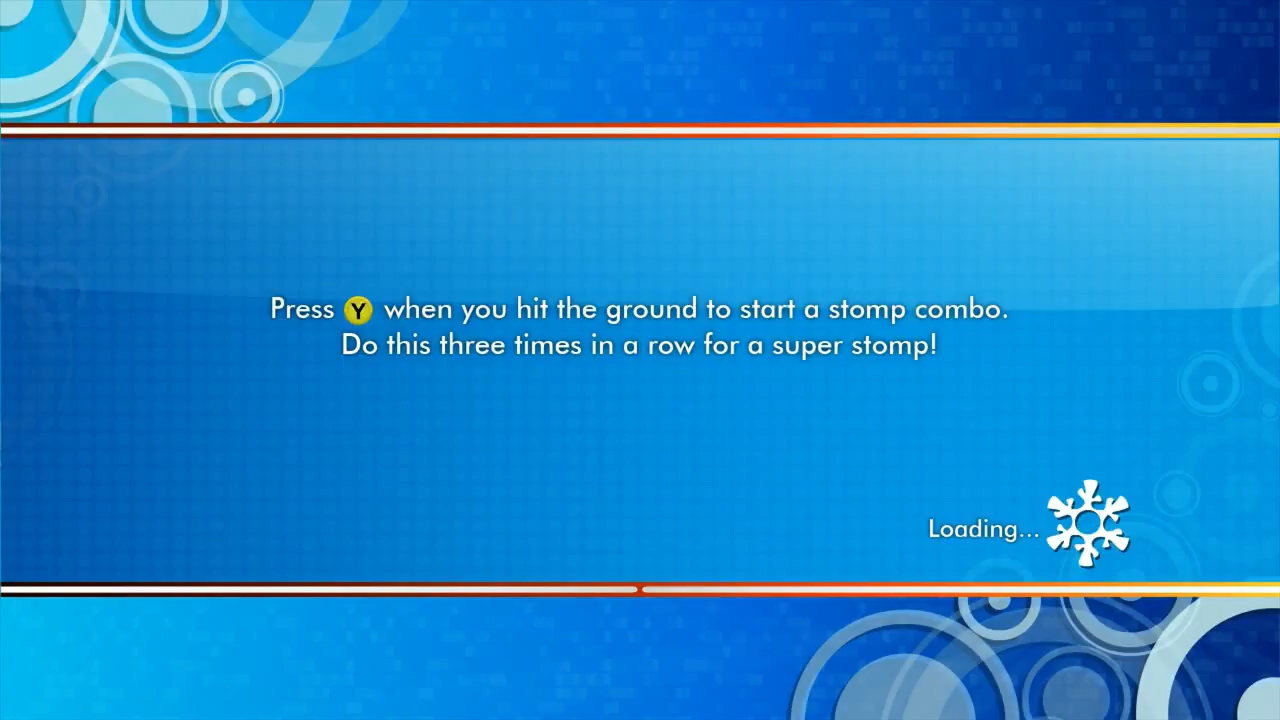 Press Y when you hit the ground to start a stomp combo.
Do this three times in a row for a super stomp!
Loading...